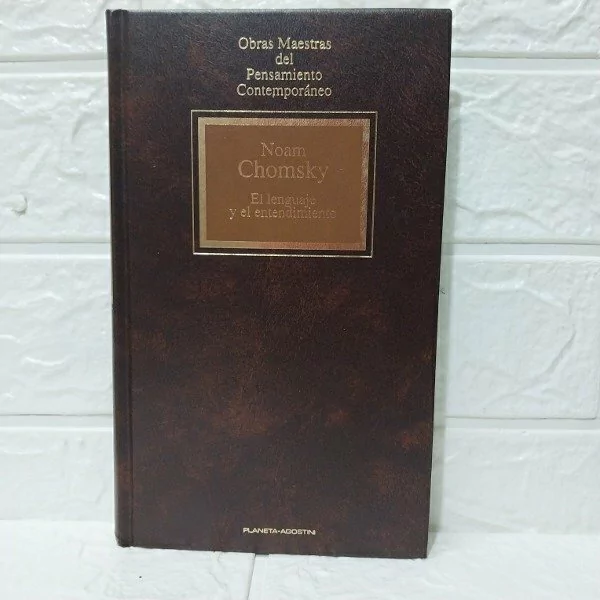 Obras Maestras
del
Pensamiento
Contemporáneo
Noam
Chomsky
El lenguaje
y el entendimiento
PLANETA-AGOSTINI